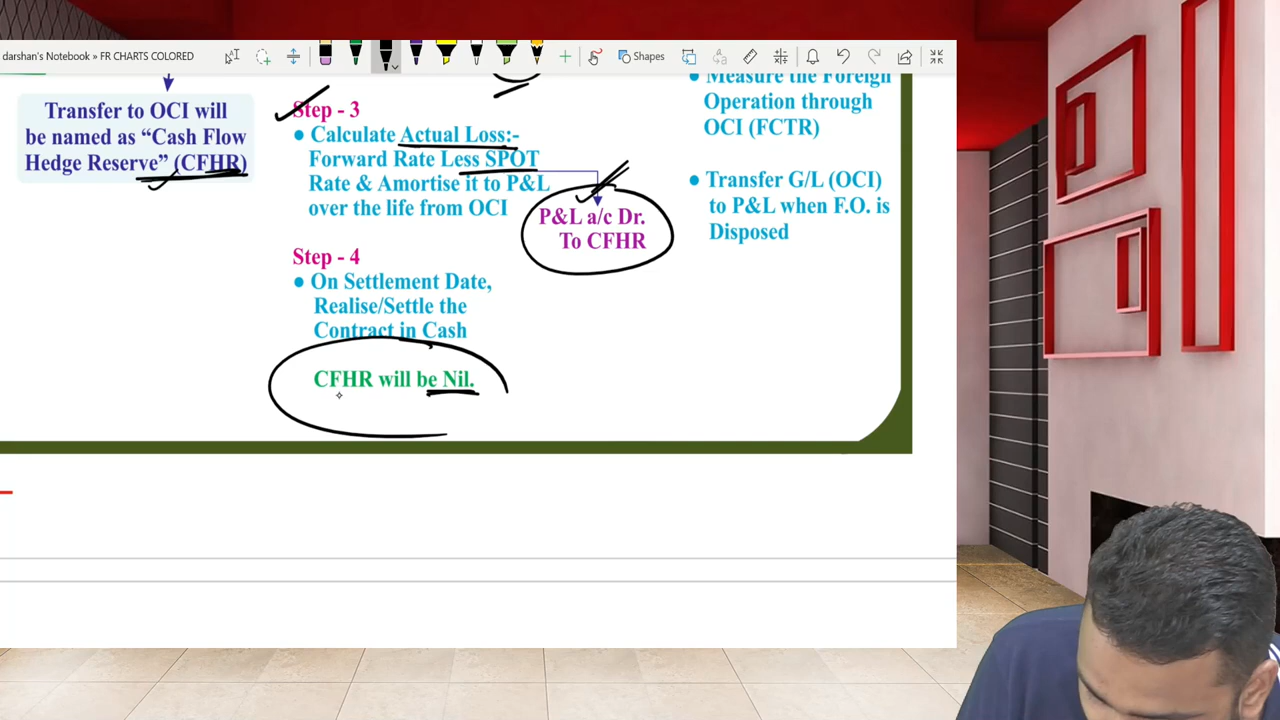 darshan's Notebook » FR CHARTS COLORED
Shapes
Transfer to OCI will
be named as “Cash Flow
Hedge Reserve” (CFHR)
Step - 3
● Calculate Actual Loss:-
Forward Rate Less SPOT
Rate & Amortise it to P&L
over the life from OCI
P&L a/c Dr.
To CFHR
Step - 4
● On Settlement Date,
Realise/Settle the
Contract in Cash
CFHR will be Nil.
● Measure the Foreign
Operation through
OCI (FCTR)
● Transfer G/L (OCI)
to P&L when F.O. is
Disposed